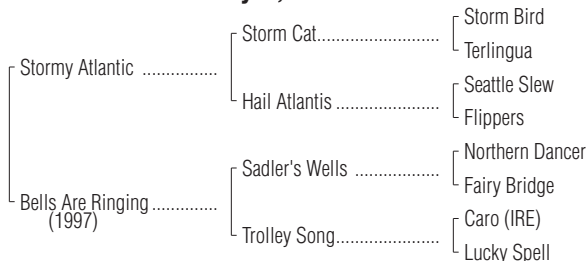 Storm Bird
Storm Cat
Terlingua
Stormy Atlantic
Seattle Slew
Hail Atlantis
Flippers
Northern Dancer
Sadler's Wells
Fairy Bridge
Bells Are Ringing
(1997)
Caro (IRE)
Trolley Song
Lucky Spell